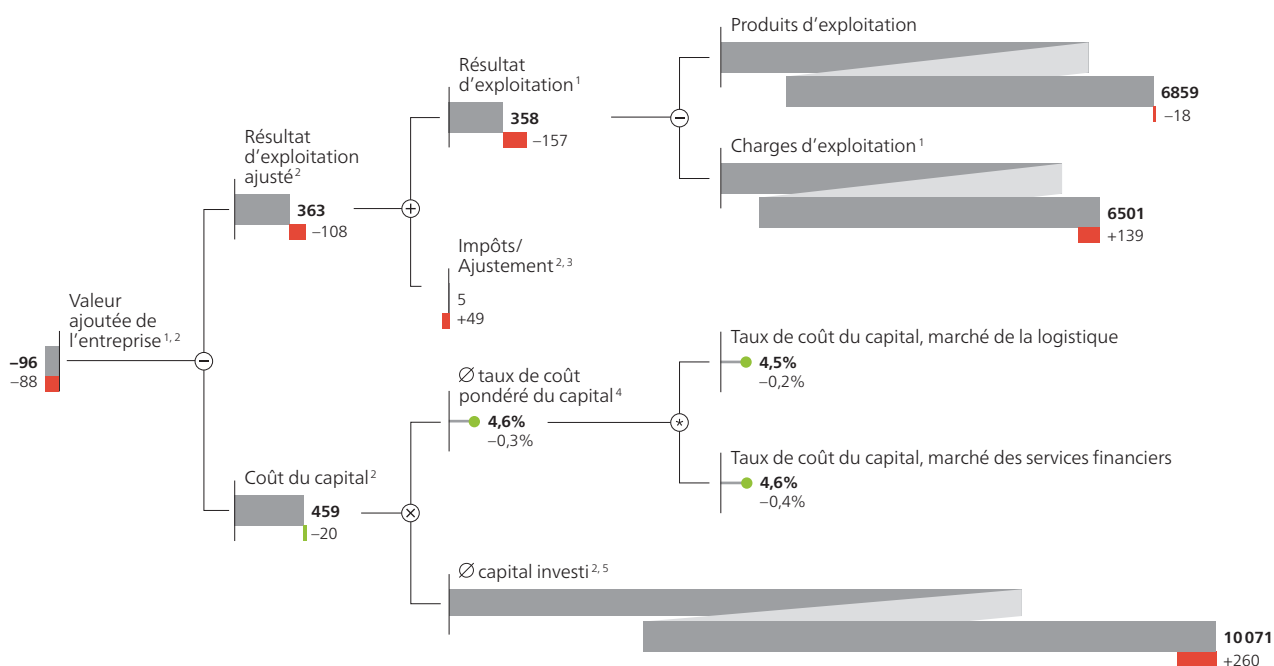 Produits d’exploitation
6859
–18
Résultat
d’exploitation 1
358
–157
–
Charges d’exploitation 1
6501
+139
Résultat
d’exploitation
ajusté 2
363
–108
+
Impôts/
Ajustement 2, 3
5
+49
Valeur
ajoutée de
l’entreprise 1, 2
–96
–88
–
Taux de coût du capital, marché de la logistique
4,5%
–0,2%
Ø taux de coût
pondéré du capital 4
4,6%
–0,3%
*
Taux de coût du capital, marché des services financiers
4,6%
–0,4%
Coût du capital 2
459
–20
×
Ø capital investi 2, 5
10 071
+260